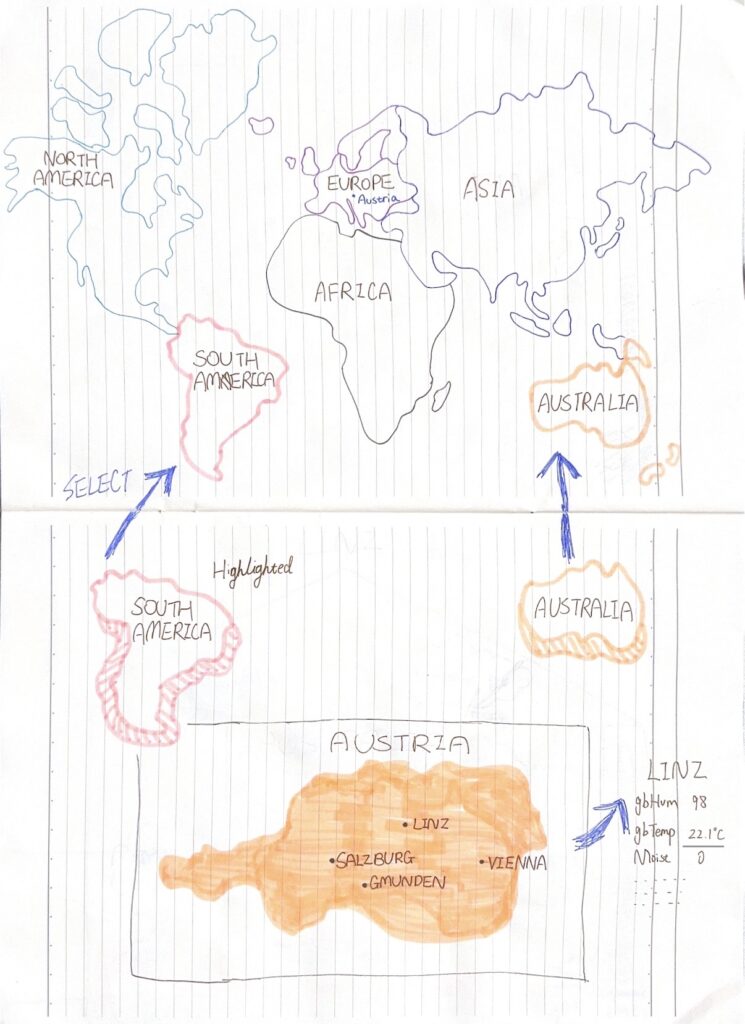 NORTH
AMERICA
EUROPE
Austria
ASIA
AFRICA
SOUTH
AMERICA
AUSTRALIA
SELECT
Highlighted
SOUTH
AMERICA
AUSTRALIA
AUSTRIA
LINZ
SALZBURG
GMUNDEN
VIENNA
LINZ
gbHum 98
gbTemp 22.1°C
Moise 0